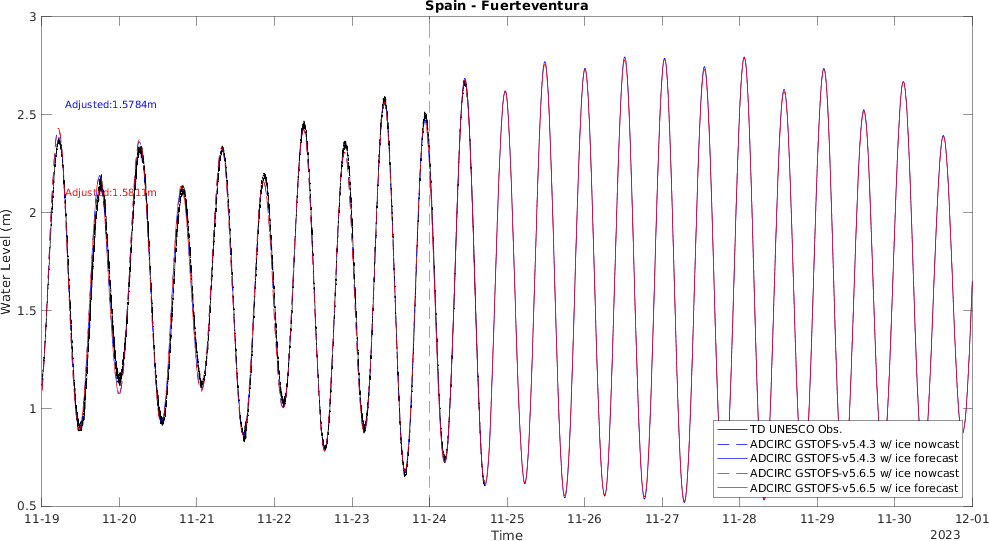 Spain - Fuerteventura
3
2.5
2
1.5
1
0.5
Water Level (m)
Adjusted:1.5784m
Adjusted:1.5811m
TD UNESCO Obs.
ADCIRC GSTOFS-v5.4.3 w/ ice nowcast
ADCIRC GSTOFS-v5.4.3 w/ ice forecast
ADCIRC GSTOFS-v5.6.5 w/ ice nowcast
ADCIRC GSTOFS-v5.6.5 w/ ice forecast
11-19 11-20 11-21 11-22 11-23 11-24 11-25 11-26 11-27 11-28 11-29 11-30 12-01
Time
2023